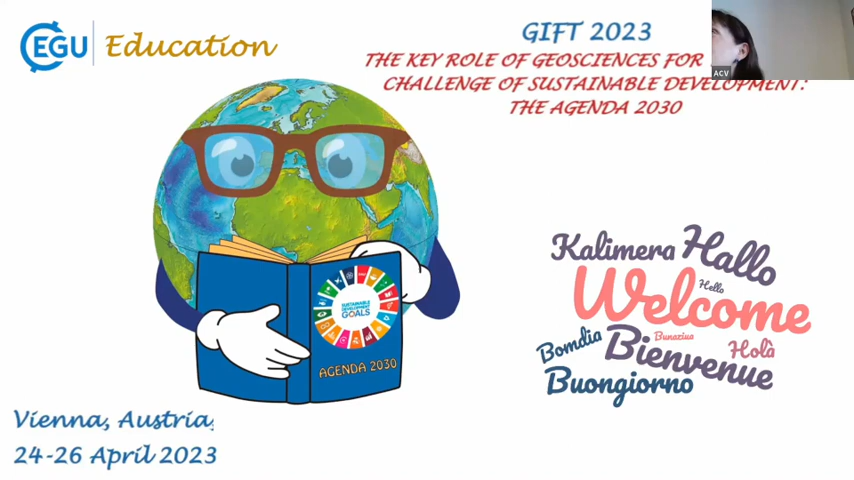 EGU Education
GIFT 2023
THE KEY ROLE OF GEOSCIENCES FOR
CHALLENGE OF SUSTAINABLE DEVELOPMENT:
THE AGENDA 2030
ACV
SUSTAINABLE
DEVELOPMENT
GOALS
AGENDA 2030
Kalimera Hallo
Hello
Welcome
Bomdia Bunaziua Holà
Bienvenue
Buongiorno
Vienna, Austria,
24-26 April 2023